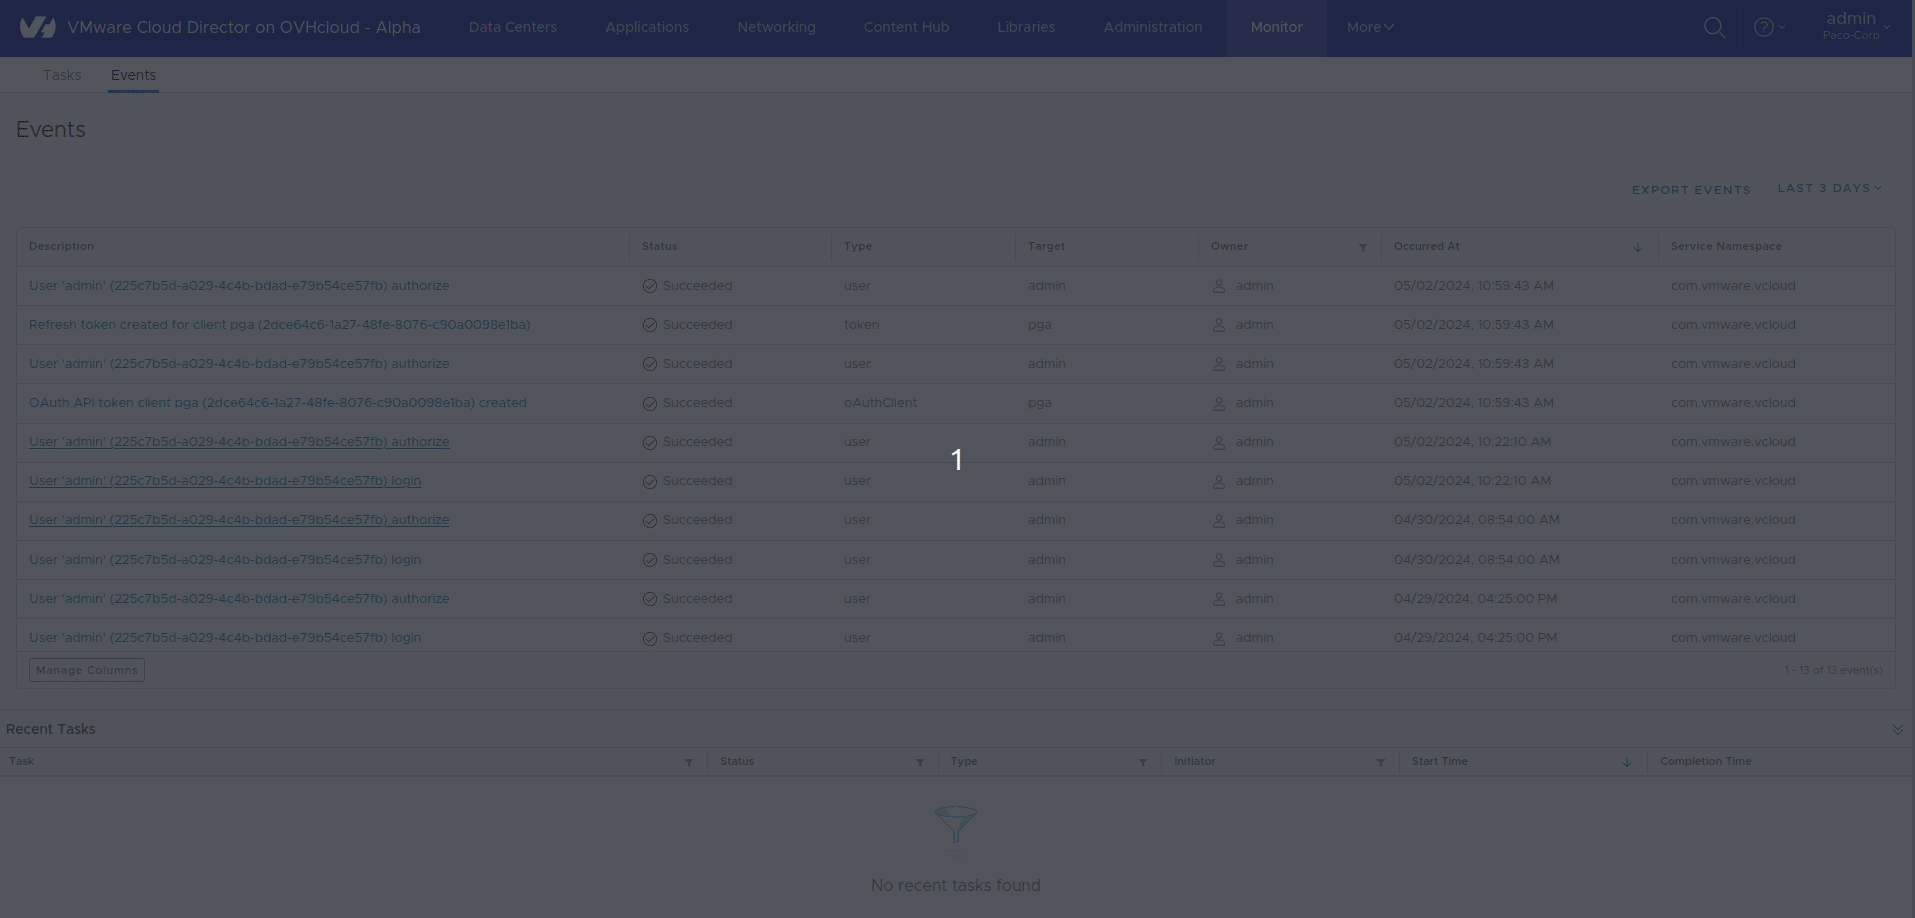 VMware Cloud Director on OVHcloud - Alpha
Data Centers
Applications
Networking
Content Hub
Libraries
Administration
Monitor
More
?
admin
Paco-Corp
Tasks
Events
Events
EXPORT EVENTS
LAST 3 DAYS
Description Status Type Target Owner Occurred At Service Namespace
User 'admin' (225c7b5d-a029-4c4b-bdad-e79b54ce57fb) authorize Succeeded user admin admin 05/02/2024, 10:59:43 AM com.vmware.vcloud
Refresh token created for client pga (2dce64c6-1a27-48fe-8076-c90a0098e1ba) Succeeded token pga admin 05/02/2024, 10:59:43 AM com.vmware.vcloud
User 'admin' (225c7b5d-a029-4c4b-bdad-e79b54ce57fb) authorize Succeeded user admin admin 05/02/2024, 10:59:43 AM com.vmware.vcloud
OAuth API token client pga (2dce64c6-1a27-48fe-8076-c90a0098e1ba) created Succeeded oAuthClient pga admin 05/02/2024, 10:59:43 AM com.vmware.vcloud
User 'admin' (225c7b5d-a029-4c4b-bdad-e79b54ce57fb) authorize Succeeded user admin admin 05/02/2024, 10:22:10 AM com.vmware.vcloud
1
User 'admin' (225c7b5d-a029-4c4b-bdad-e79b54ce57fb) login Succeeded user admin admin 05/02/2024, 10:22:10 AM com.vmware.vcloud
User 'admin' (225c7b5d-a029-4c4b-bdad-e79b54ce57fb) authorize Succeeded user admin admin 04/30/2024, 08:54:00 AM com.vmware.vcloud
User 'admin' (225c7b5d-a029-4c4b-bdad-e79b54ce57fb) login Succeeded user admin admin 04/30/2024, 08:54:00 AM com.vmware.vcloud
User 'admin' (225c7b5d-a029-4c4b-bdad-e79b54ce57fb) authorize Succeeded user admin admin 04/29/2024, 04:25:00 PM com.vmware.vcloud
User 'admin' (225c7b5d-a029-4c4b-bdad-e79b54ce57fb) login Succeeded user admin admin 04/29/2024, 04:25:00 PM com.vmware.vcloud
Manage Columns
1 - 13 of 13 event(s)
Recent Tasks
Task Status Type Initiator Start Time Completion Time
No recent tasks found